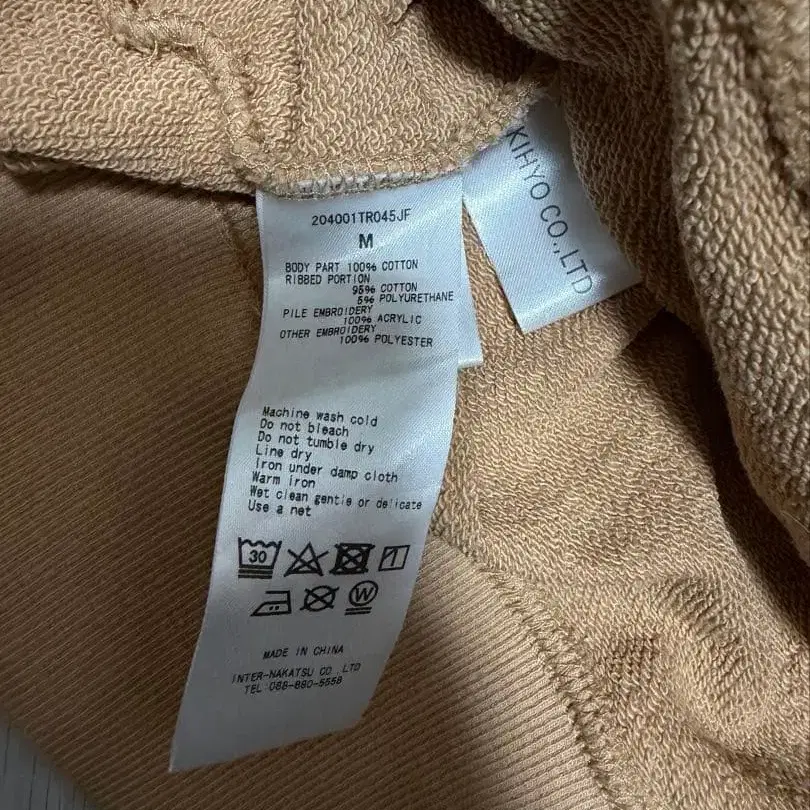 204001TR045JF
M
BODY PART 100% COTTON
RIBBED PORTION
95% COTTON
5% POLYURETHANE
PILE EMBROIDERY
100% ACRYLIC
OTHER EMBROIDERY
100% POLYESTER
Machine wash cold
Do not bleach
Do not tumble dry
Line dry
Iron under damp cloth
Warm iron
Wet clean gentle or delicate
Use a net
30
W
MADE IN CHINA
INTER-NAKATSU CO.,LTD
TEL:088-880-5558
KIHYO CO.,LTD